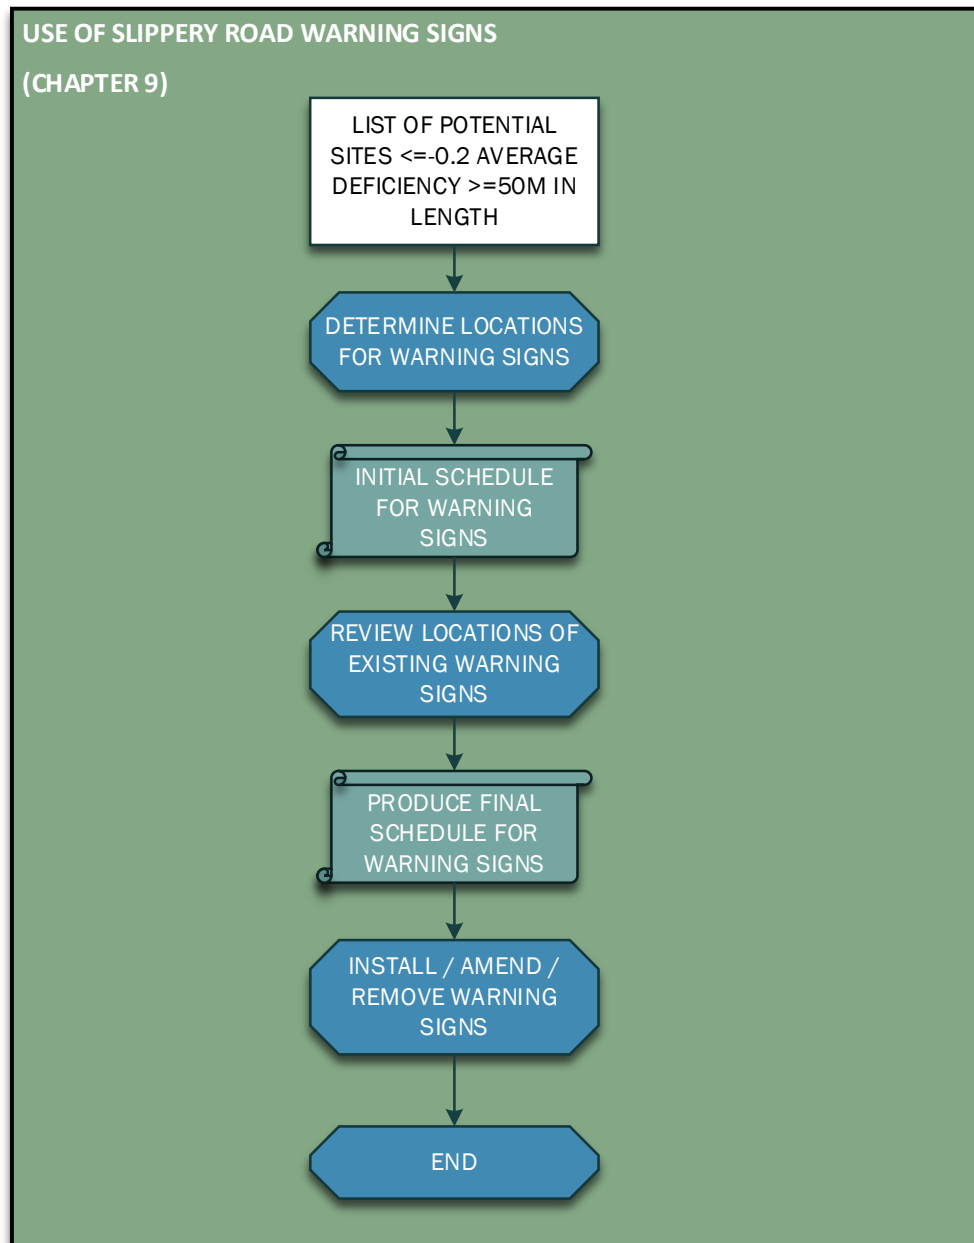 USE OF SLIPPERY ROAD WARNING SIGNS
(CHAPTER 9)
LIST OF POTENTIAL
SITES <=-0.2 AVERAGE
DEFICIENCY >=50M IN
LENGTH
DETERMINE LOCATIONS
FOR WARNING SIGNS
INITIAL SCHEDULE
FOR WARNING
SIGNS
REVIEW LOCATIONS OF
EXISTING WARNING
SIGNS
PRODUCE FINAL
SCHEDULE FOR
WARNING SIGNS
INSTALL / AMEND /
REMOVE WARNING
SIGNS
END